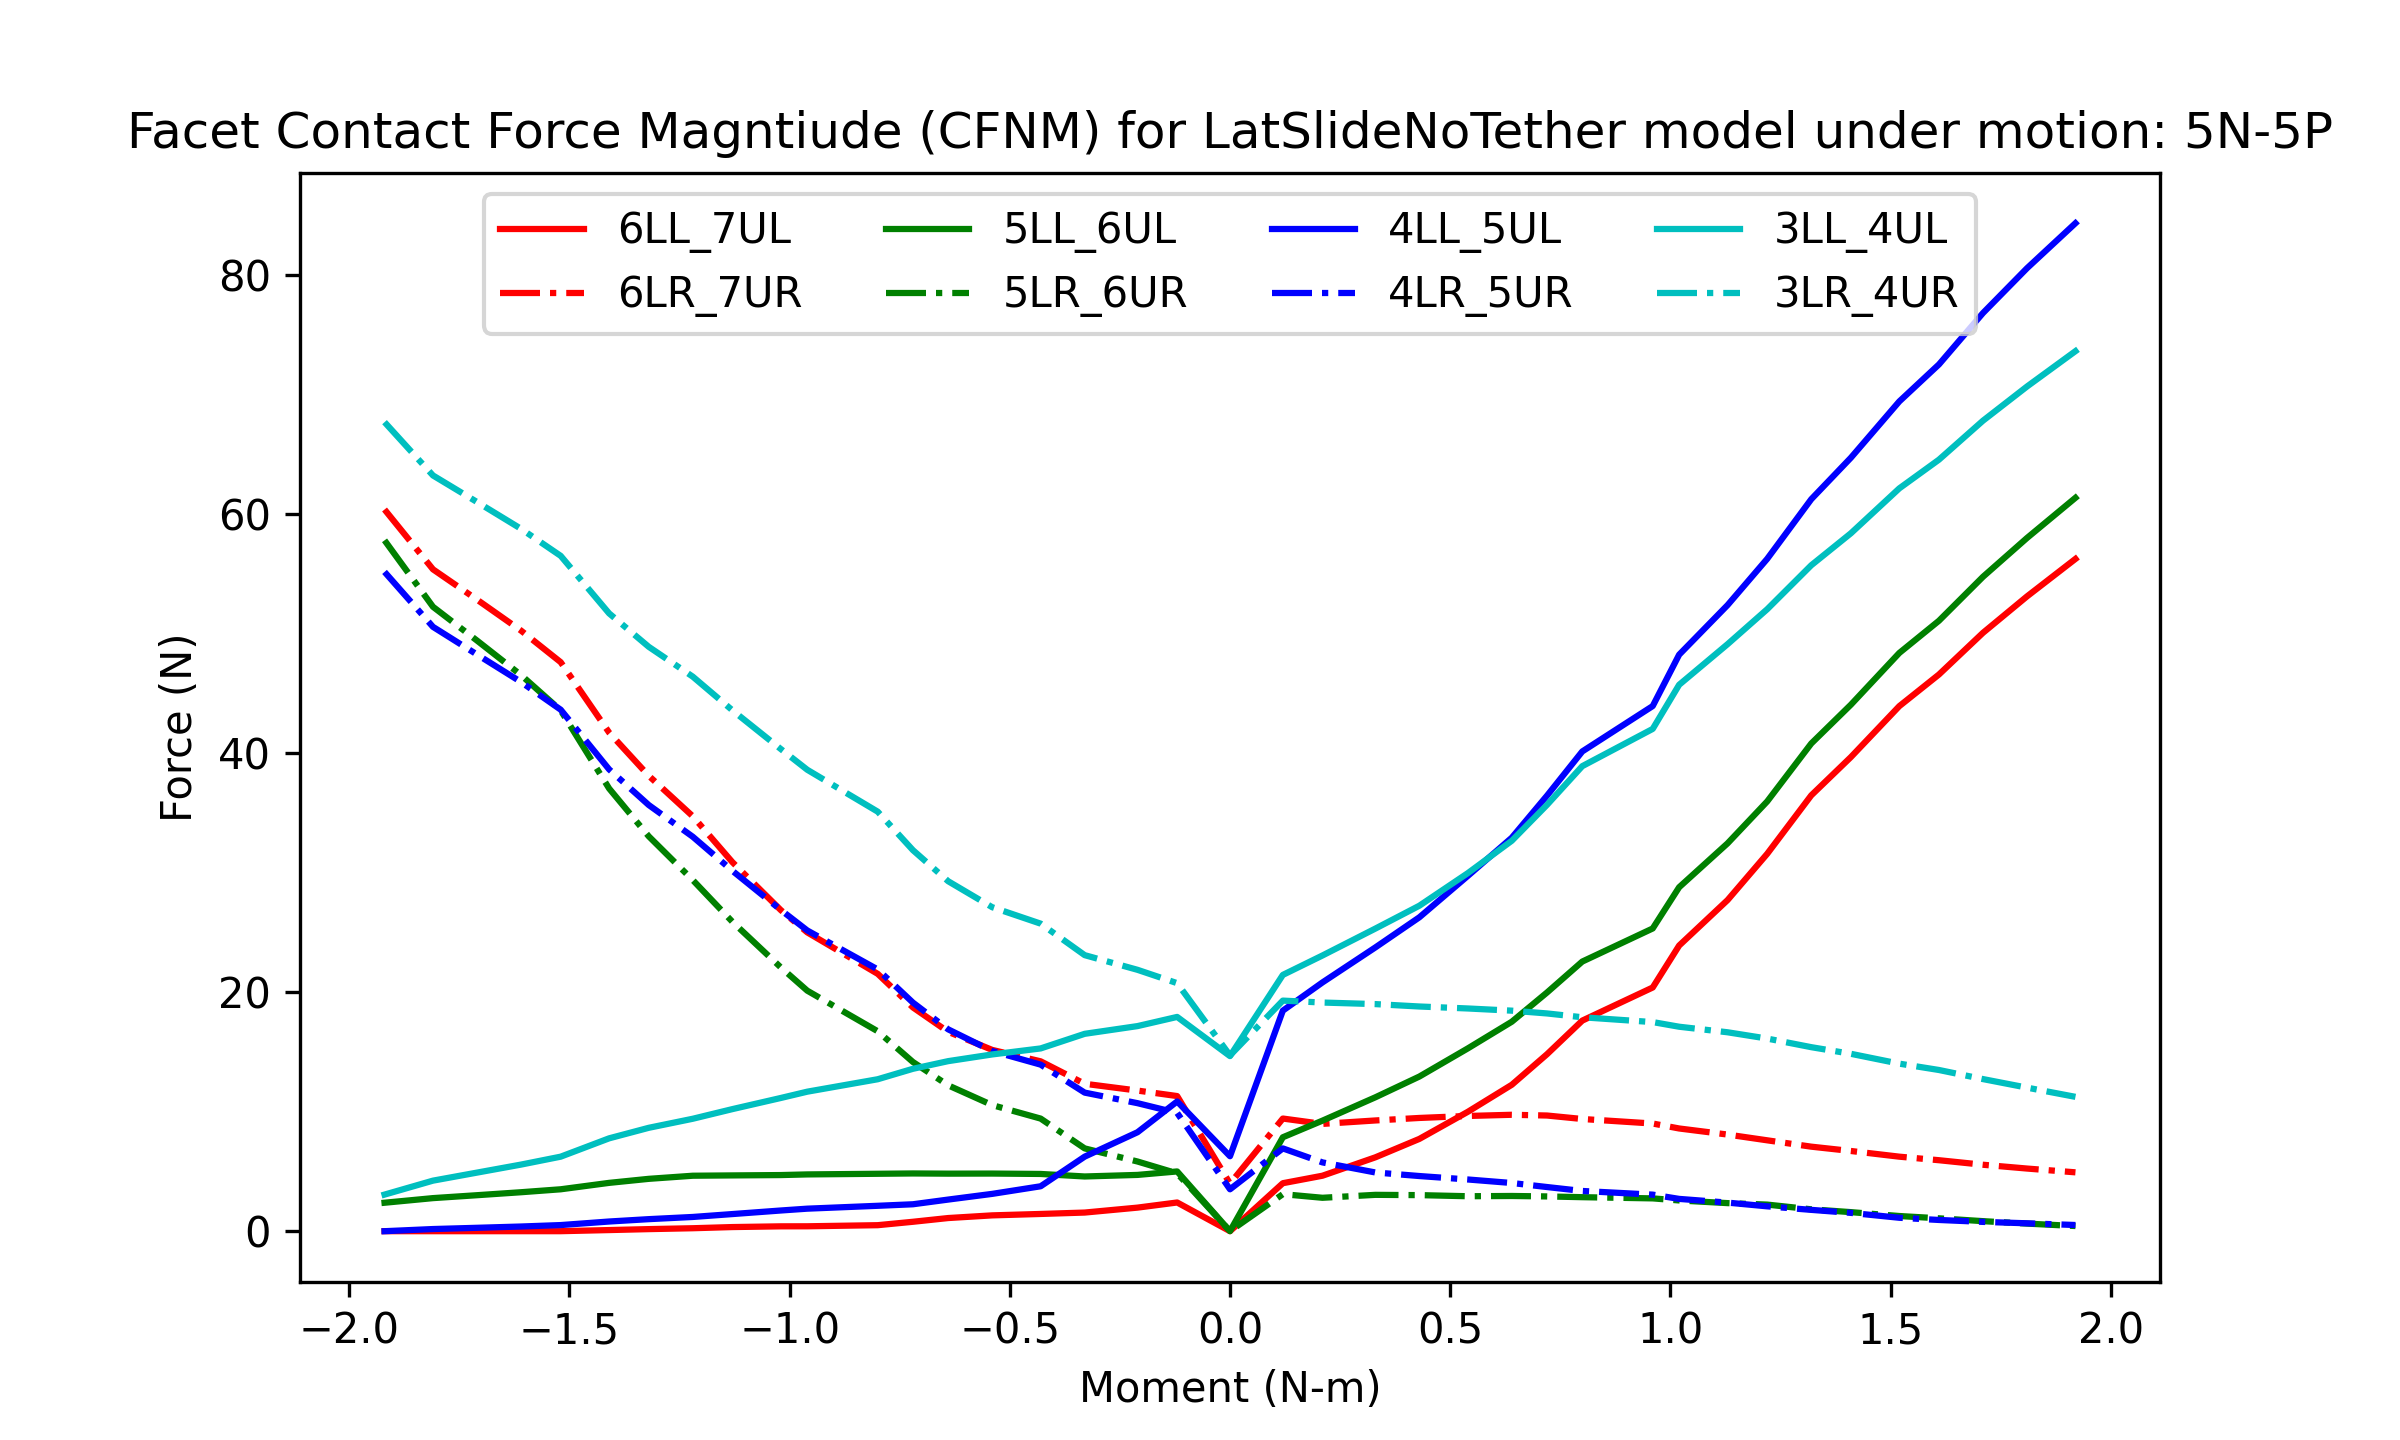 Facet Contact Force Magntiude (CFNM) for LatSlideNoTether model under motion: 5N-5P
6LL_7UL 5LL_6UL 4LL_5UL 3LL_4UL
6LR_7UR 5LR_6UR 4LR_5UR 3LR_4UR
80
60
40
20
0
Force (N)
−2.0 −1.5 −1.0 −0.5 0.0 0.5 1.0 1.5 2.0
Moment (N-m)